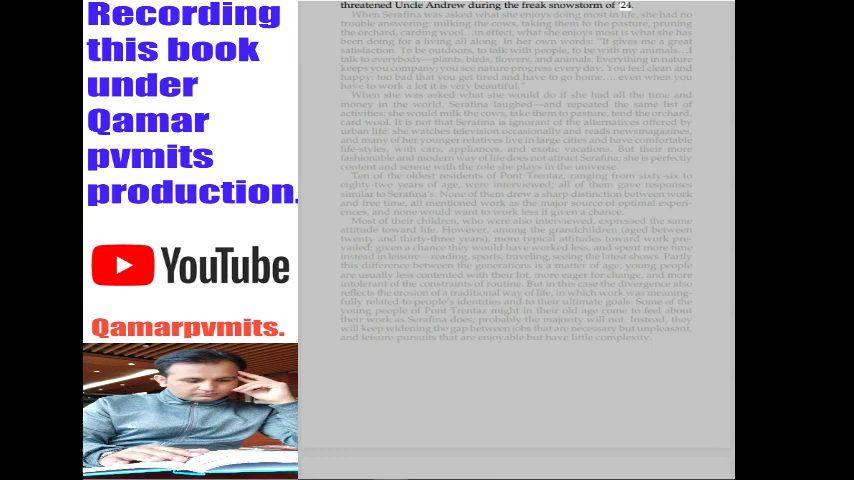 Recording
this book
under
Qamar
pvmits
production.
YouTube
Qamarpvmits.
threatened Uncle Andrew during the freak snowstorm of '24.
When Serafina was asked what she enjoys doing most in life, she had no
trouble answering: milking the cows, taking them to the pasture, pruning
the orchard, carding wool…in effect, what she enjoys most is what she has
been doing for a living all along. In her own words: "It gives me a great
satisfaction. To be outdoors, to talk with people, to be with my animals…I
talk to everybody—plants, birds, flowers, and animals. Everything in nature
keeps you company; you see nature progress every day. You feel clean and
happy: too bad that you get tired and have to go home.… even when you
have to work a lot it is very beautiful."
When she was asked what she would do if she had all the time and
money in the world, Serafina laughed—and repeated the same list of
activities: she would milk the cows, take them to pasture, tend the orchard,
card wool. It is not that Serafina is ignorant of the alternatives offered by
urban life: she watches television occasionally and reads newsmagazines,
and many of her younger relatives live in large cities and have comfortable
life-styles, with cars, appliances, and exotic vacations. But their more
fashionable and modern way of life does not attract Serafina; she is perfectly
content and serene with the role she plays in the universe.
Ten of the oldest residents of Pont Trentaz, ranging from sixty-six to
eighty-two years of age, were interviewed; all of them gave responses
similar to Serafina's. None of them drew a sharp distinction between work
and free time, all mentioned work as the major source of optimal experi-
ences, and none would want to work less if given a chance.
Most of their children, who were also interviewed, expressed the same
attitude toward life. However, among the grandchildren (aged between
twenty and thirty-three years), more typical attitudes toward work pre-
vailed: given a chance they would have worked less, and spent more time
instead in leisure—reading, sports, traveling, seeing the latest shows. Partly
this difference between the generations is a matter of age; young people
are usually less contented with their lot, more eager for change, and more
intolerant of the constraints of routine. But in this case the divergence also
reflects the erosion of a traditional way of life, in which work was meaning-
fully related to people's identities and to their ultimate goals. Some of the
young people of Pont Trentaz might in their old age come to feel about
their work as Serafina does; probably the majority will not. Instead, they
will keep widening the gap between jobs that are necessary but unpleasant,
and leisure pursuits that are enjoyable but have little complexity.